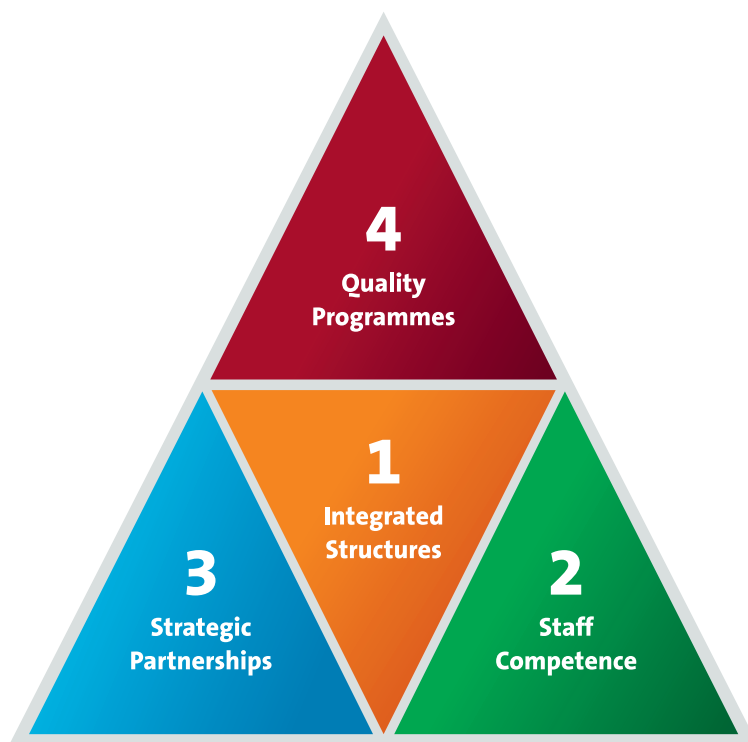 4
Quality
Programmes
1
Integrated
Structures
3
Strategic
Partnerships
2
Staff
Competence